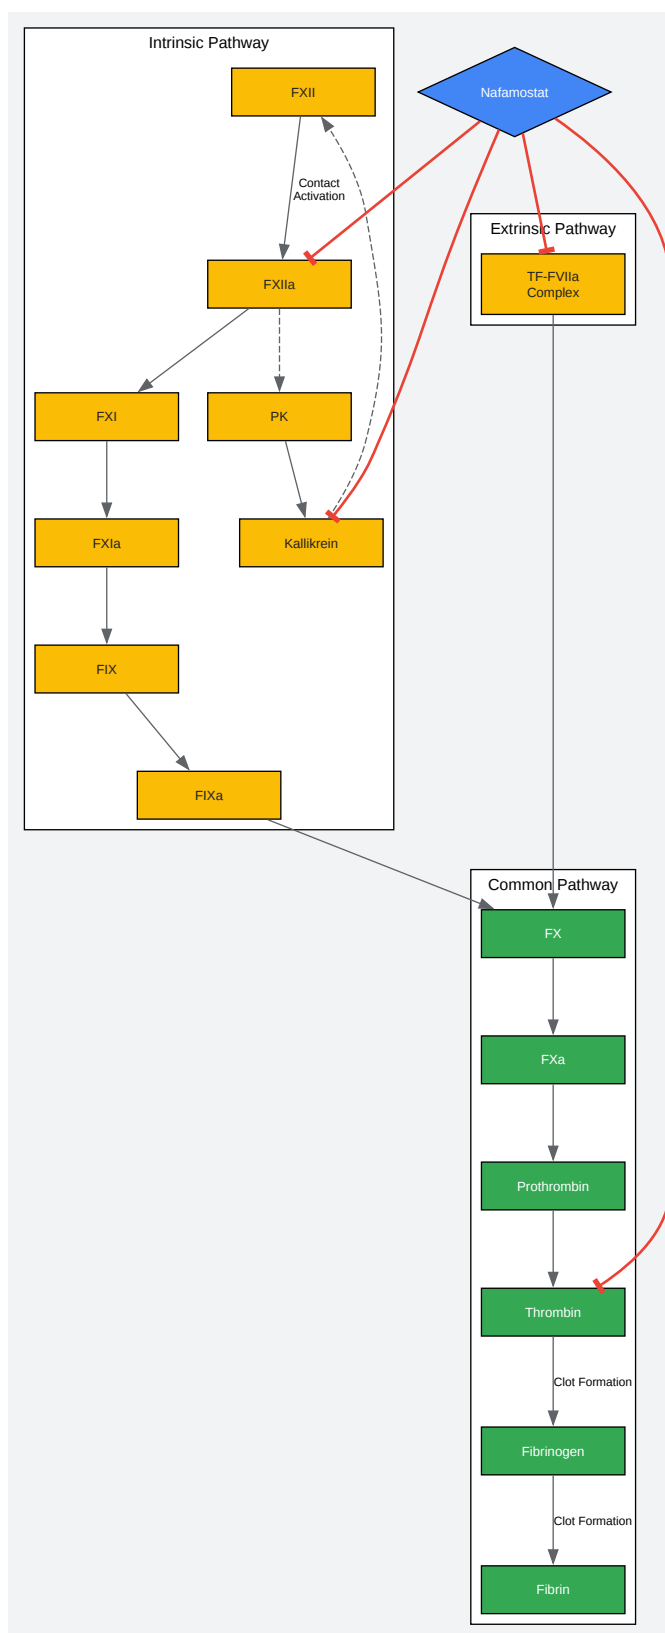 Intrinsic Pathway
FXII
Nafamostat
Contact
Activation
Extrinsic Pathway
TF-FVIIa
Complex
FXIIa
FXI
PK
FXIa
Kallikrein
FIX
FIXa
Common Pathway
FX
FXa
Prothrombin
Thrombin
Clot Formation
Fibrinogen
Clot Formation
Fibrin